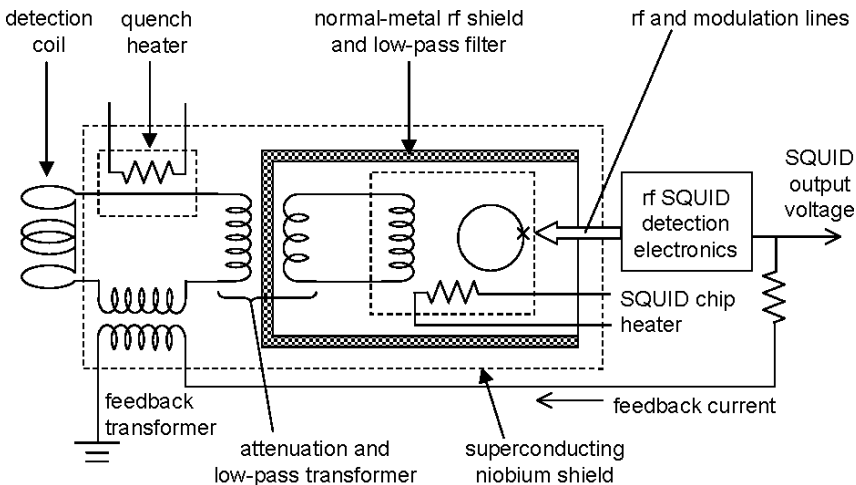 detection
coil
quench
heater
normal-metal rf shield
and low-pass filter
rf and modulation lines
SQUID
output
voltage
rf SQUID
detection
electronics
SQUID chip
heater
feedback
transformer
feedback current
attenuation and
low-pass transformer
superconducting
niobium shield